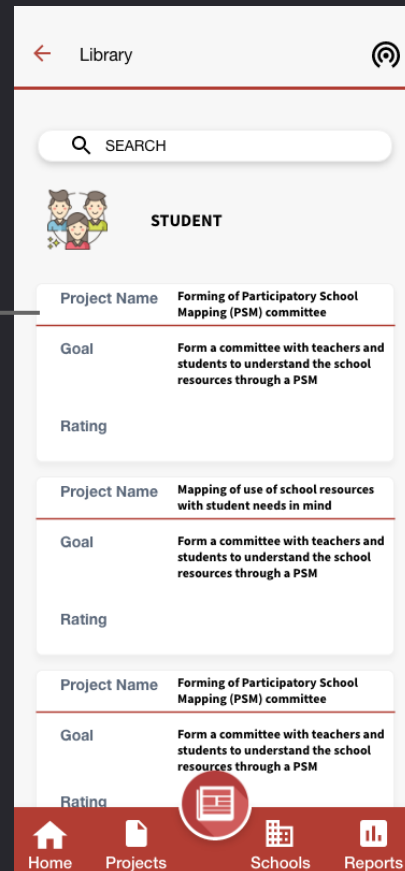 Library
SEARCH
STUDENT
Project Name
Forming of Participatory School
Mapping (PSM) committee
Goal
Form a committee with teachers and
students to understand the school
resources through a PSM
Rating
Project Name
Mapping of use of school resources
with student needs in mind
Goal
Form a committee with teachers and
students to understand the school
resources through a PSM
Rating
Project Name
Forming of Participatory School
Mapping (PSM) committee
Goal
Form a committee with teachers and
students to understand the school
resources through a PSM
Rating
Home
Projects
Schools
Reports